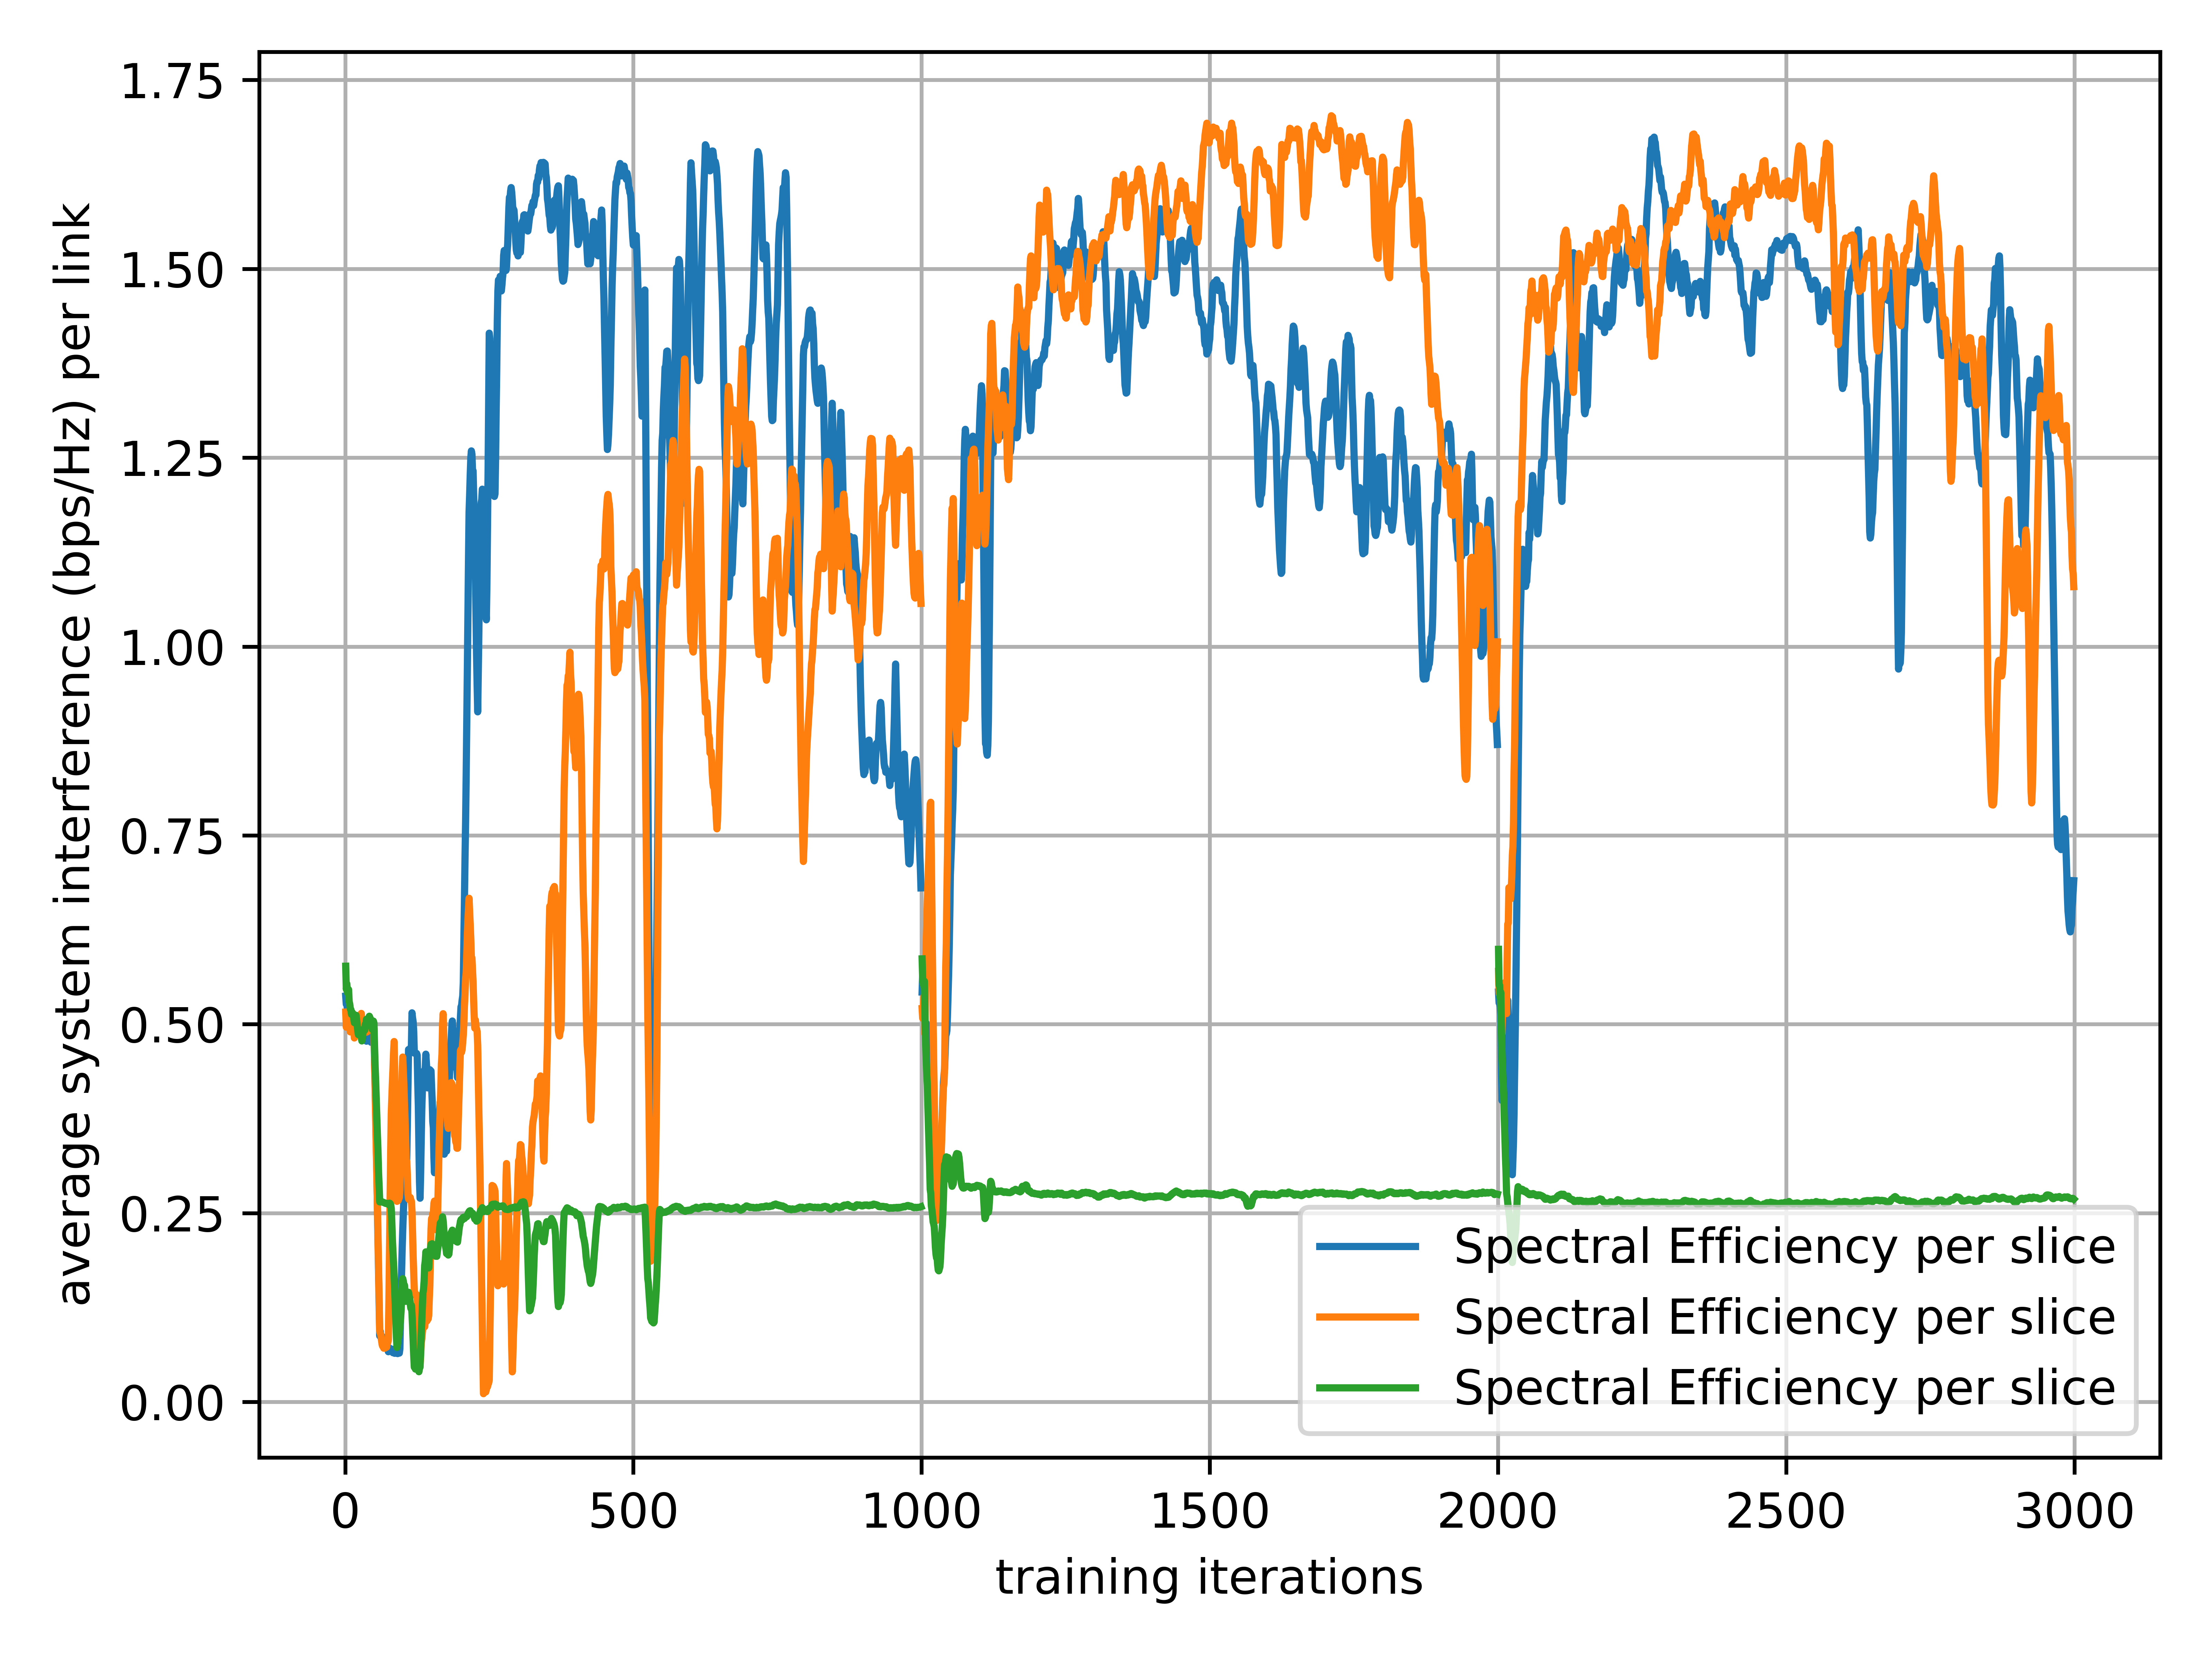 1.75
1.50
1.25
1.00
0.75
0.50
0.25
0.00
average system interference (bps/Hz) per link
Spectral Efficiency per slice
Spectral Efficiency per slice
Spectral Efficiency per slice
0 500 1000 1500 2000 2500 3000
training iterations